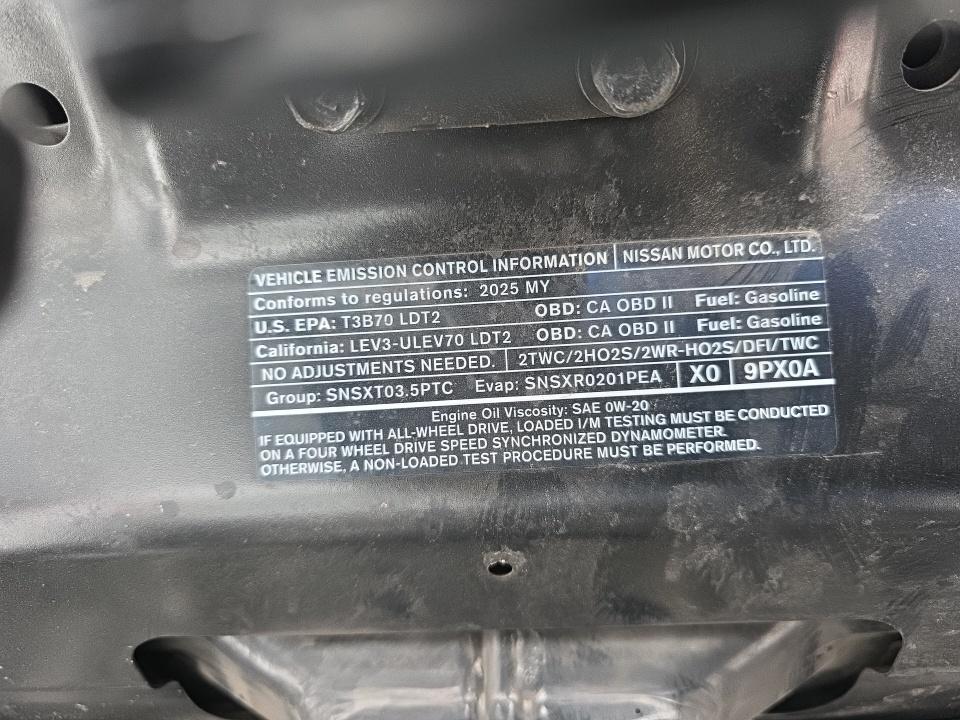 VEHICLE EMISSION CONTROL INFORMATION NISSAN MOTOR CO., LTD.
Conforms to regulations: 2025 MY
U.S. EPA: T3B70 LDT2 OBD: CA OBD II Fuel: Gasoline
California: LEV3-ULEV70 LDT2 OBD: CA OBD II Fuel: Gasoline
NO ADJUSTMENTS NEEDED. 2TWC/2HO2S/2WR-HO2S/DFI/TWC
Group: SNSXT03.5PTC Evap: SNSXR0201PEA X0 9PX0A
Engine Oil Viscosity: SAE 0W-20
IF EQUIPPED WITH ALL-WHEEL DRIVE, LOADED I/M TESTING MUST BE CONDUCTED
ON A FOUR WHEEL DRIVE SPEED SYNCHRONIZED DYNAMOMETER.
OTHERWISE, A NON-LOADED TEST PROCEDURE MUST BE PERFORMED.